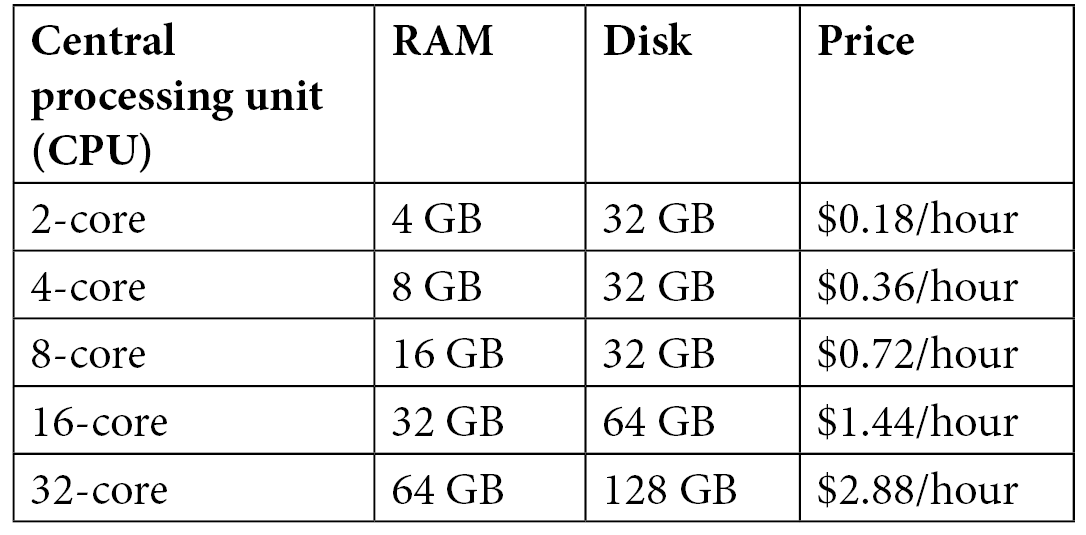 Central processing unit (CPU) RAM Disk Price
2-core 4 GB 32 GB $0.18/hour
4-core 8 GB 32 GB $0.36/hour
8-core 16 GB 32 GB $0.72/hour
16-core 32 GB 64 GB $1.44/hour
32-core 64 GB 128 GB $2.88/hour